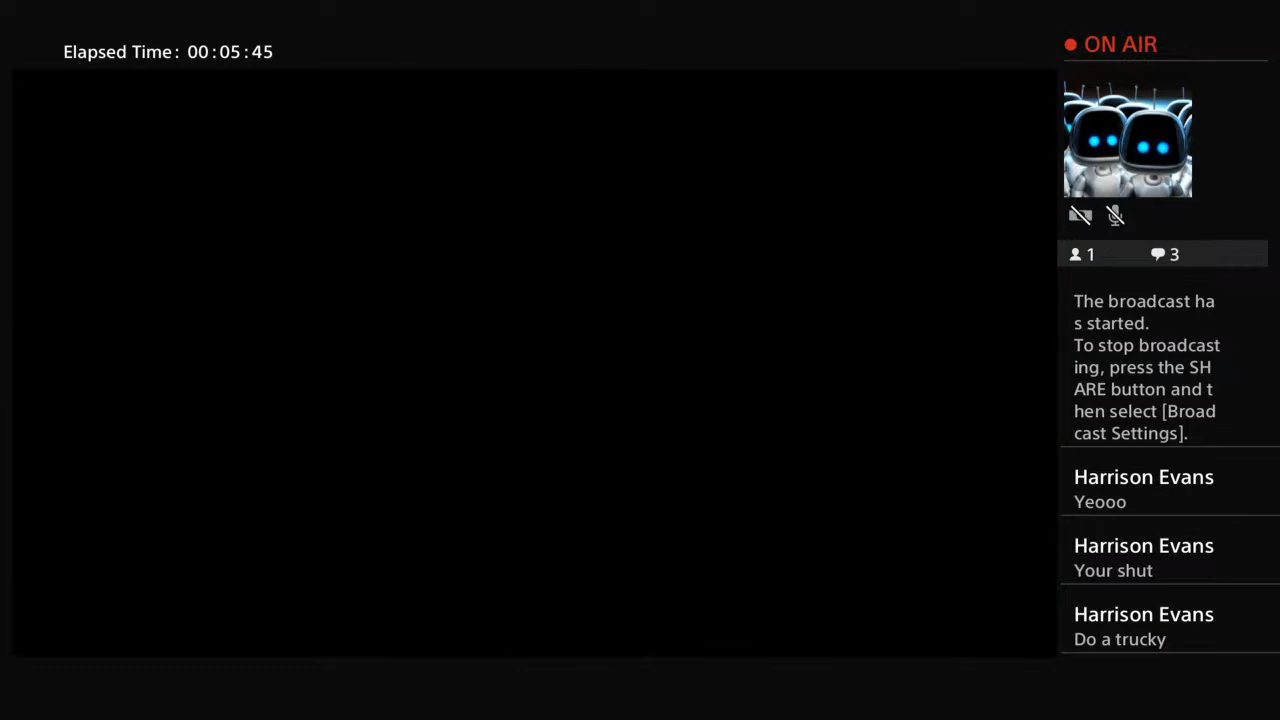 Elapsed Time: 00:05:45
ON AIR
1
3
The broadcast ha
s started.
To stop broadcast
ing, press the SH
ARE button and t
hen select [Broad
cast Settings].
Harrison Evans
Yeooo
Harrison Evans
Your shut
Harrison Evans
Do a trucky